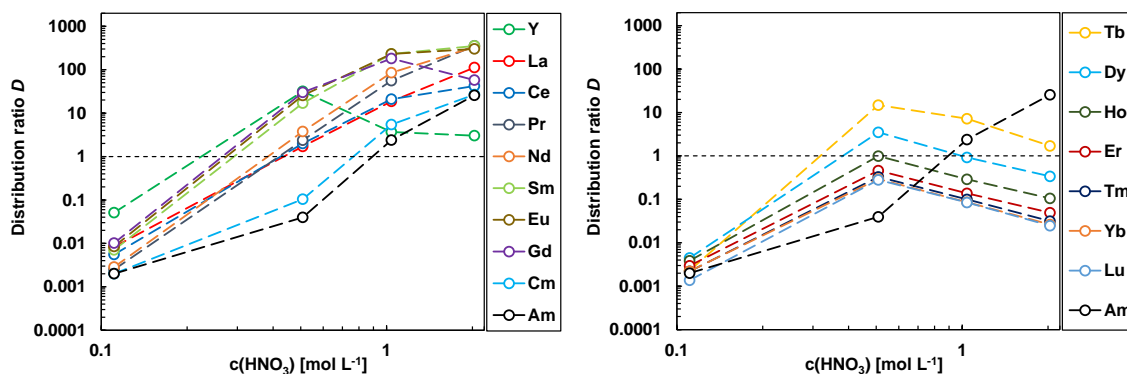 Distribution ratio D
1000
100
10
1
0.1
0.01
0.001
0.0001
0.1
1
c(HNO3) [mol L-1]
Y
La
Ce
Pr
Nd
Sm
Eu
Gd
Cm
Am
Distribution ratio D
1000
100
10
1
0.1
0.01
0.001
0.0001
0.1
1
c(HNO3) [mol L-1]
Tb
Dy
Ho
Er
Tm
Yb
Lu
Am